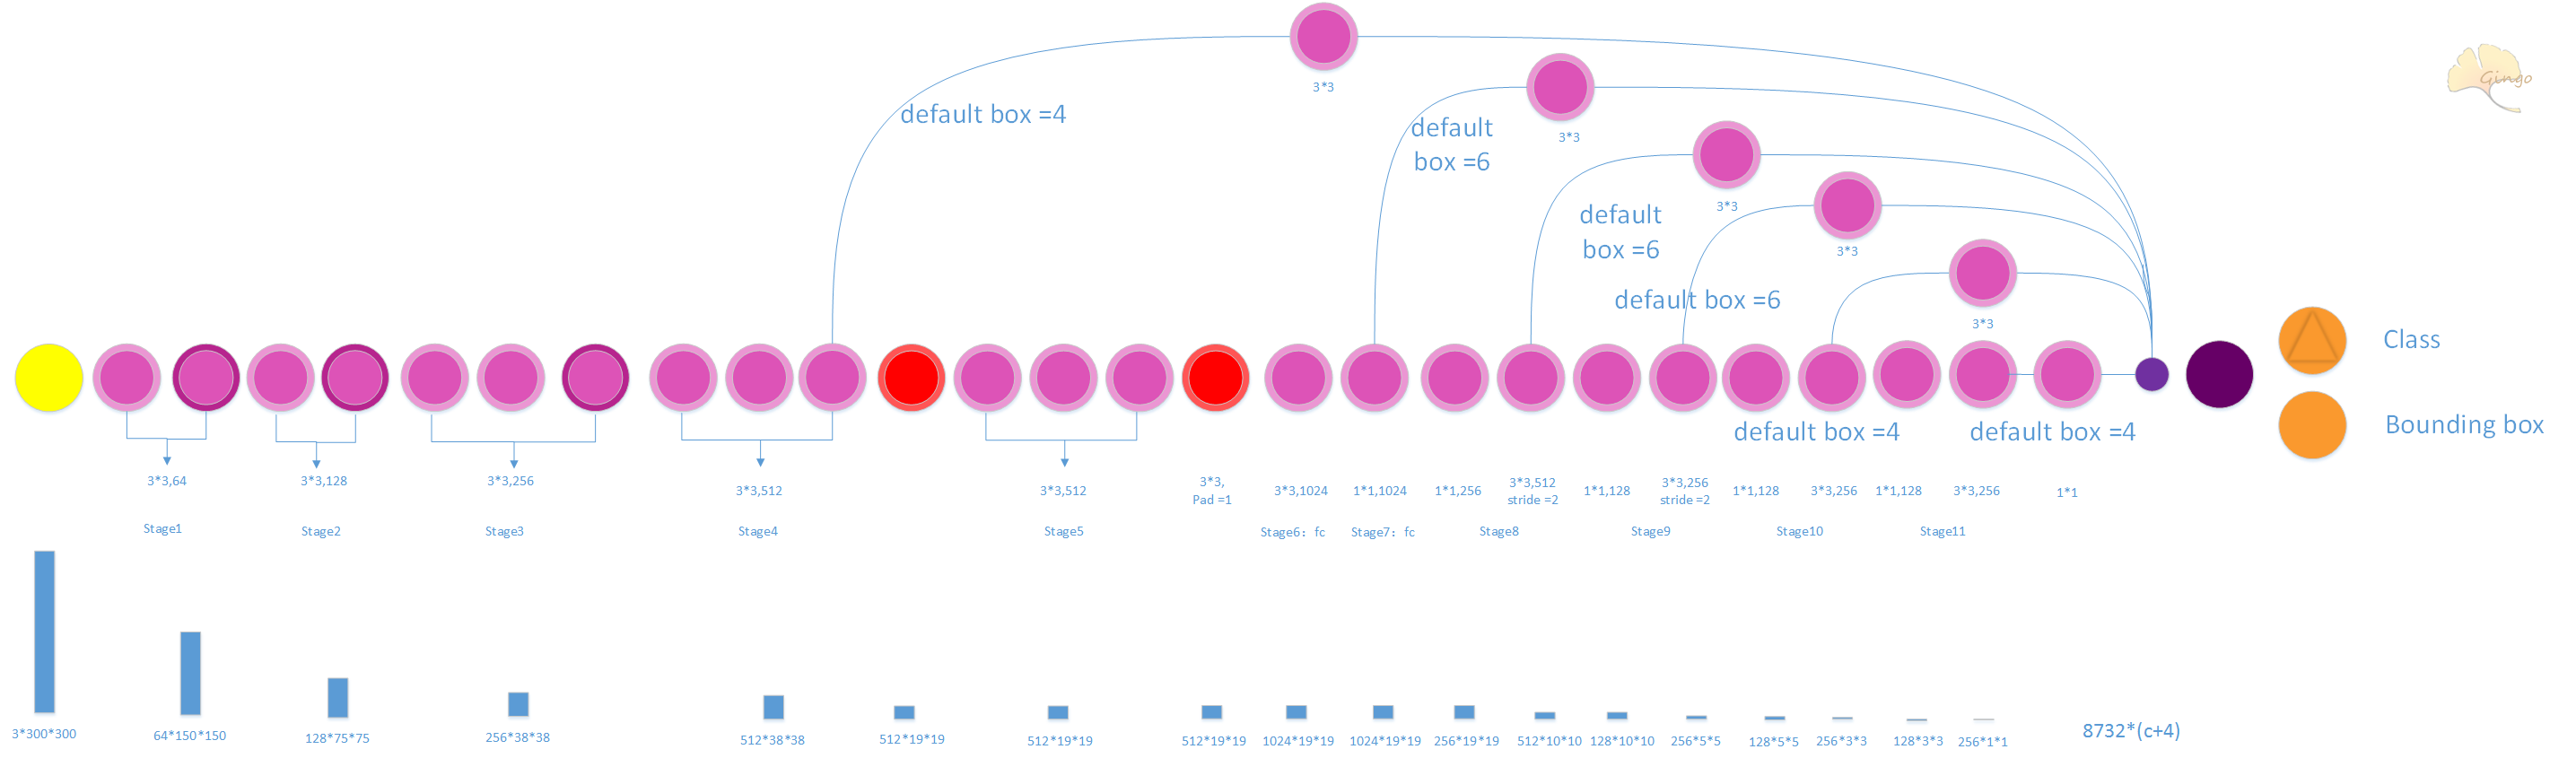 Gingo
3*3
default box =4
3*3
default
box =6
3*3
default
box =6
3*3
default box =6
3*3
Class
Bounding box
default box =4
default box =4
3*3,64
3*3,128
3*3,256
3*3,512
3*3,512
3*3,
Pad =1
3*3,1024
1*1,1024
1*1,256
3*3,512
stride =2
1*1,128
3*3,256
stride =2
1*1,128
3*3,256
1*1,128
3*3,256
1*1
Stage1
Stage2
Stage3
Stage4
Stage5
Stage6: fc
Stage7: fc
Stage8
Stage9
Stage10
Stage11
3*300*300
64*150*150
128*75*75
256*38*38
512*38*38
512*19*19
512*19*19
512*19*19
1024*19*19
1024*19*19
256*19*19
512*10*10
128*10*10
256*5*5
128*5*5
256*3*3
128*3*3
256*1*1
8732*(c+4)